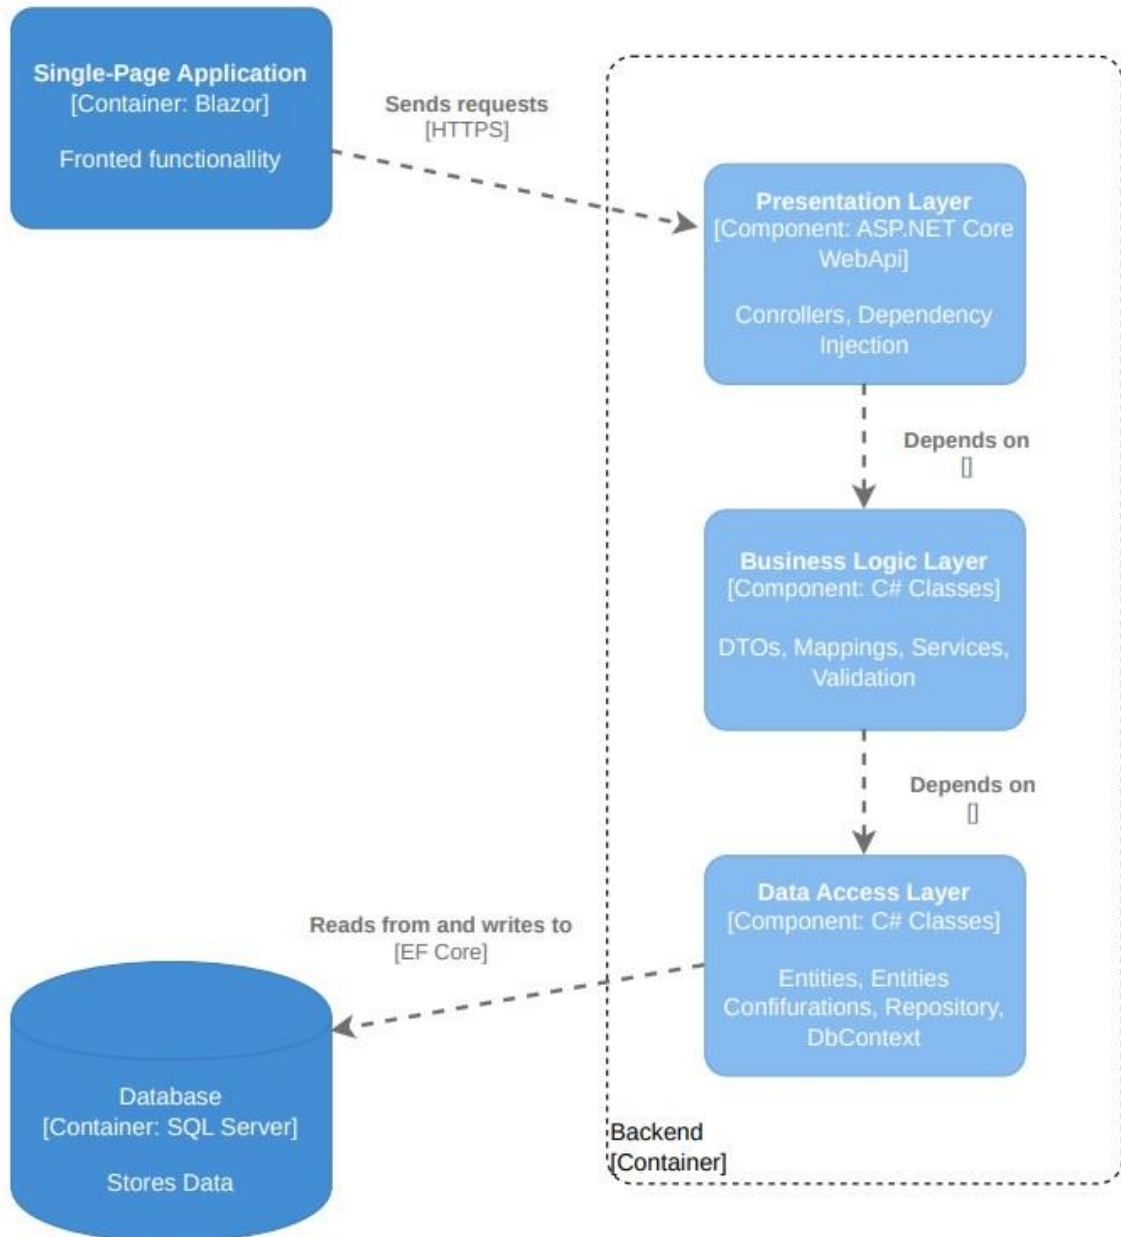 Single-Page Application
[Container: Blazor]
Fronted functionallity
Sends requests
[HTTPS]
Presentation Layer
[Component: ASP.NET Core
WebApi]
Conrollers, Dependency
Injection
Depends on
[]
Business Logic Layer
[Component: C# Classes]
DTOs, Mappings, Services,
Validation
Depends on
[]
Data Access Layer
[Component: C# Classes]
Entities, Entities
Confifurations, Repository,
DbContext
Reads from and writes to
[EF Core]
Database
[Container: SQL Server]
Stores Data
Backend
[Container]